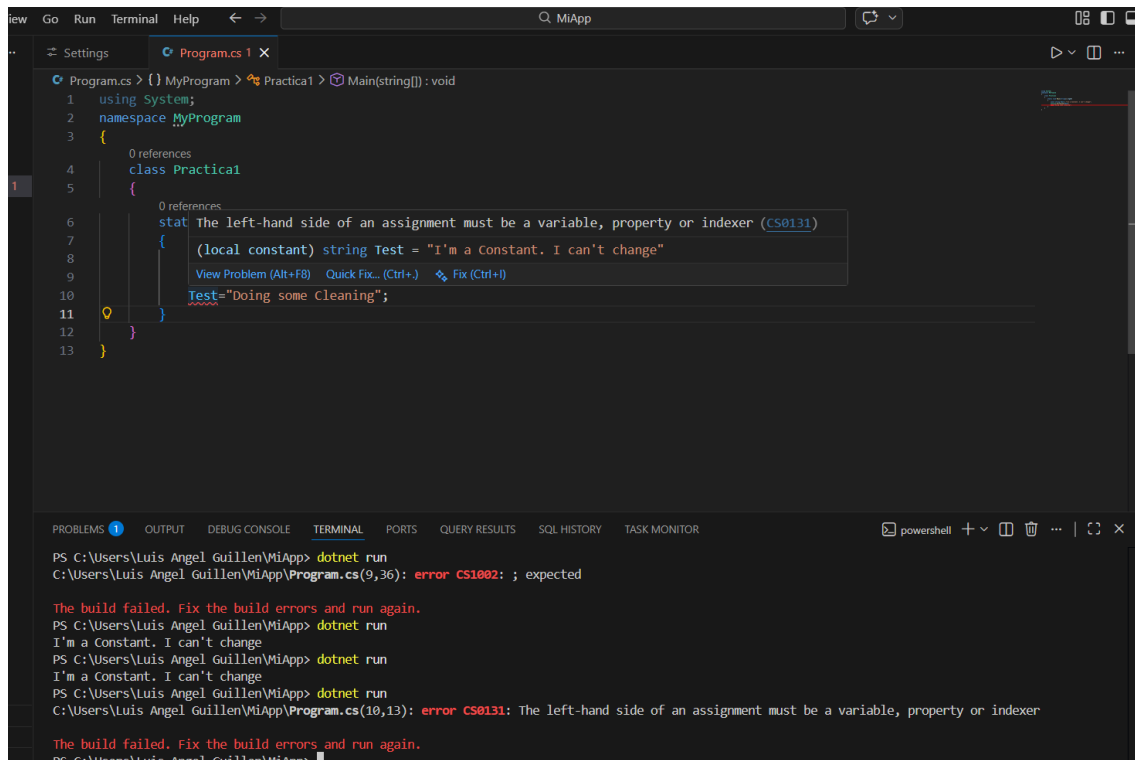 iew Go Run Terminal Help ← → MiApp
Settings Program.cs 1 ×
Program.cs > { } MyProgram > Practica1 > Main(string[]) : void
1 using System;
2 namespace MyProgram
3 {
0 references
4 class Practica1
1
5 {
0 references
6 stat
The left-hand side of an assignment must be a variable, property or indexer (CS0131)
7 {
(local constant) string Test = "I'm a Constant. I can't change"
8
View Problem (Alt+F8) Quick Fix... (Ctrl+.) Fix (Ctrl+I)
9
10 Test="Doing some Cleaning";
11 }
12 }
13 }
PROBLEMS 1 OUTPUT DEBUG CONSOLE TERMINAL PORTS QUERY RESULTS SQL HISTORY TASK MONITOR powershell
PS C:\Users\Luis Angel Guillen\MiApp> dotnet run
C:\Users\Luis Angel Guillen\MiApp\Program.cs(9,36): error CS1002: ; expected
The build failed. Fix the build errors and run again.
PS C:\Users\Luis Angel Guillen\MiApp> dotnet run
I'm a Constant. I can't change
PS C:\Users\Luis Angel Guillen\MiApp> dotnet run
I'm a Constant. I can't change
PS C:\Users\Luis Angel Guillen\MiApp> dotnet run
C:\Users\Luis Angel Guillen\MiApp\Program.cs(10,13): error CS0131: The left-hand side of an assignment must be a variable, property or indexer
The build failed. Fix the build errors and run again.
PS C:\Users\Luis Angel Guillen\MiApp>